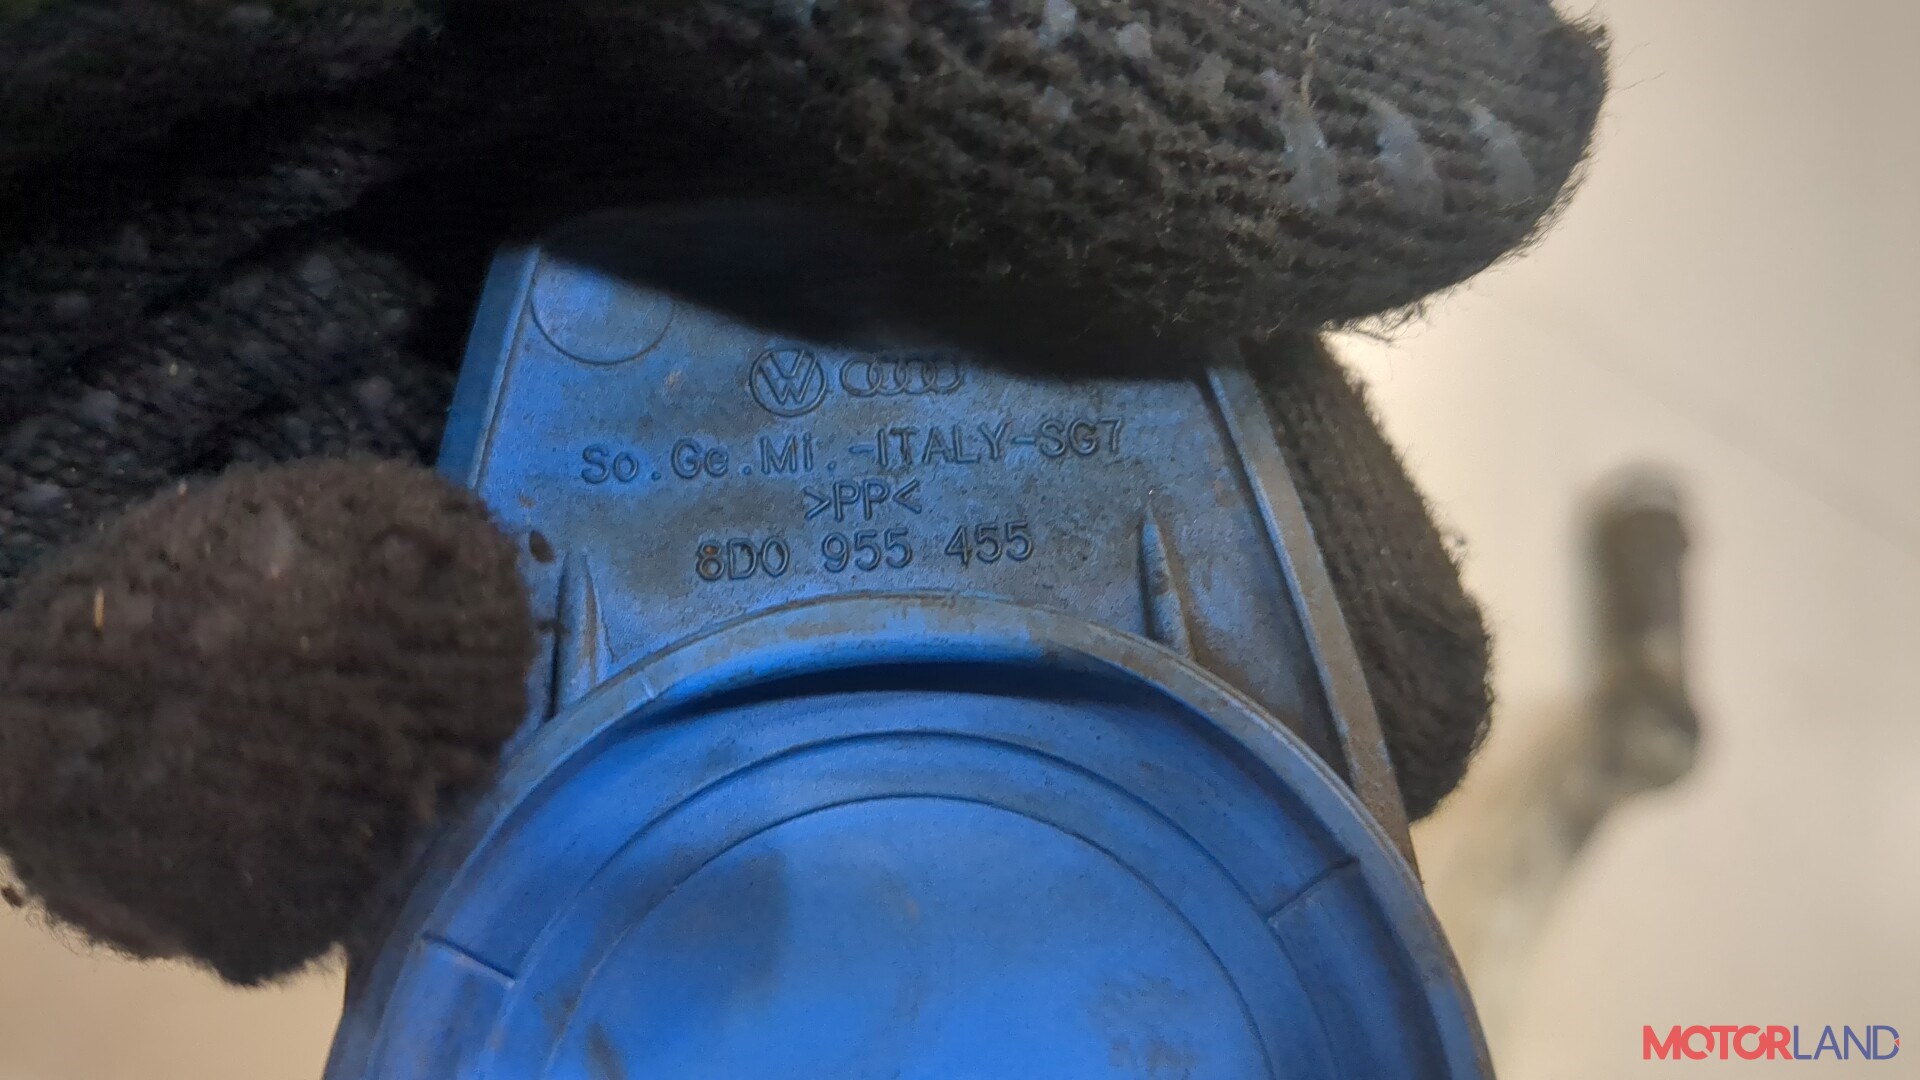 So.Ge.Mi.-ITALY-SG7
>PP<
8D0 955 455
MOTORLAND